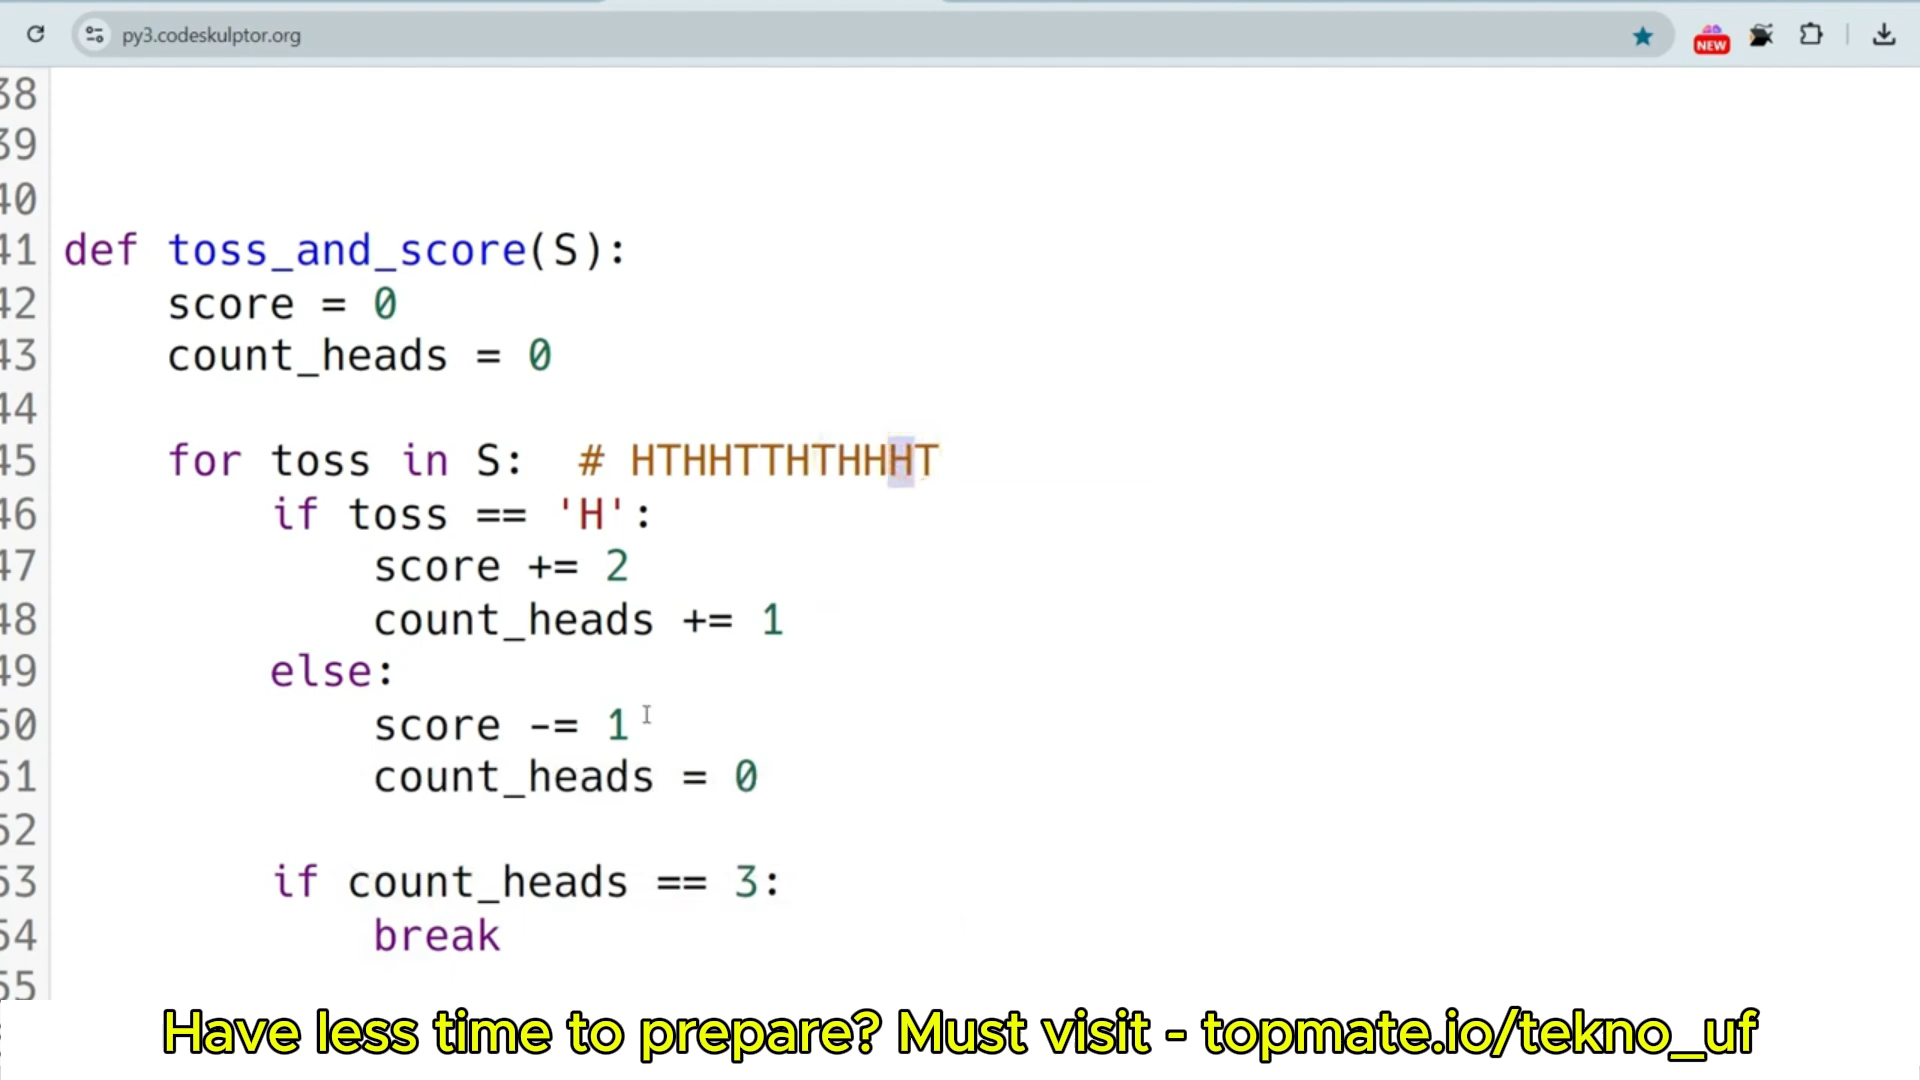 py3.codeskulptor.org
NEW
38
39
40
41 def toss_and_score(S):
42 score = 0
43 count_heads = 0
44
45 for toss in S: # HTHHTTHTHHHT
46 if toss == 'H':
47 score += 2
48 count_heads += 1
49 else:
50 score -= 1
51 count_heads = 0
52
53 if count_heads == 3:
54 break
55
Have less time to prepare? Must visit - topmate.io/tekno_uf